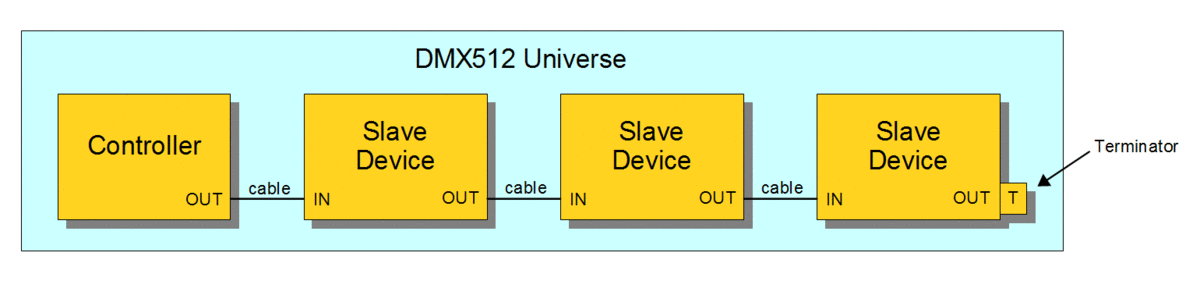 DMX512 Universe
Controller
OUT
cable
Slave
Device
IN
OUT
cable
Slave
Device
IN
OUT
cable
Slave
Device
IN
OUT
T
Terminator